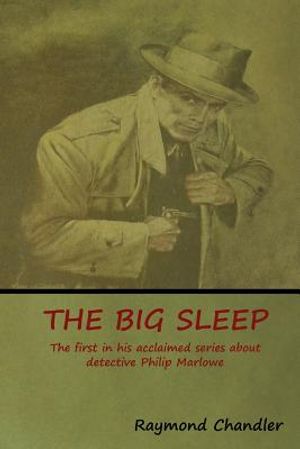 THE BIG SLEEP
The first in his acclaimed series about
detective Philip Marlowe
Raymond Chandler